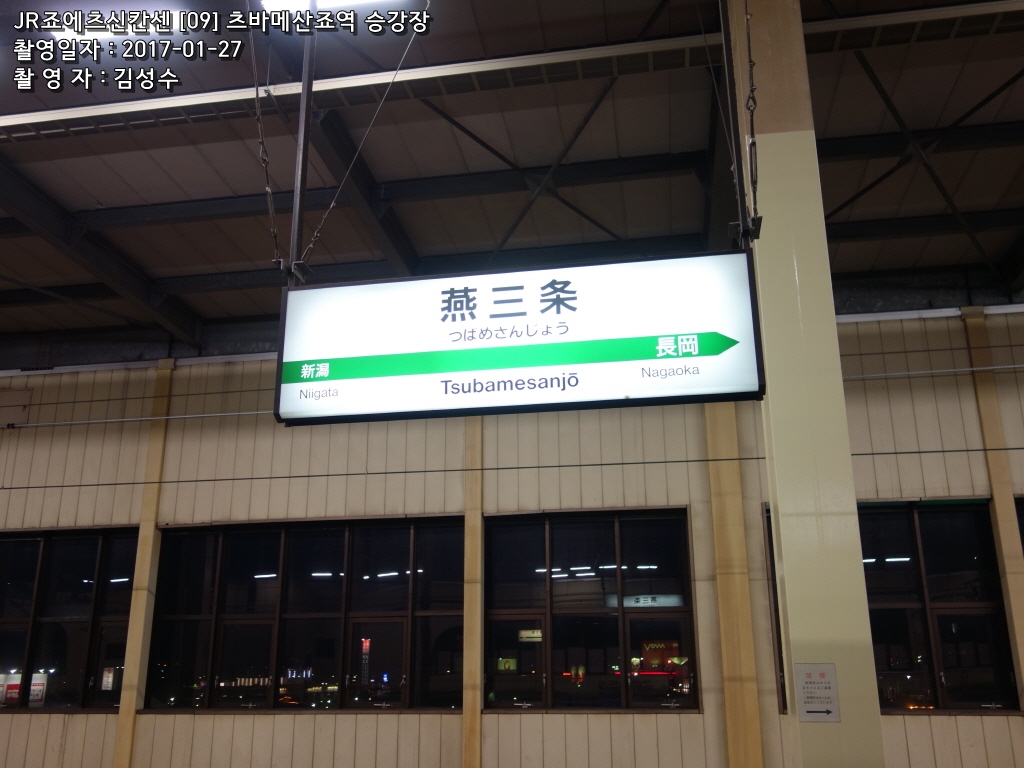 JR죠에츠신칸센 [09] 츠바메산죠역 승강장
촬영일자 : 2017-01-27
촬 영 자 : 김성수
燕三条
つばめさんじょう
新潟
長岡
Niigata
Tsubamesanjō
Nagaoka